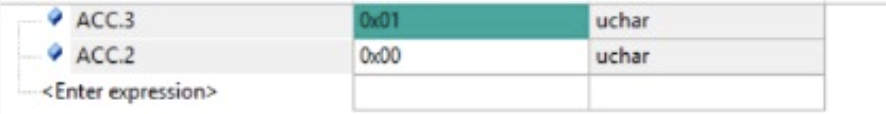 ACC.3 0x01 uchar
ACC.2 0x00 uchar
<Enter expression>